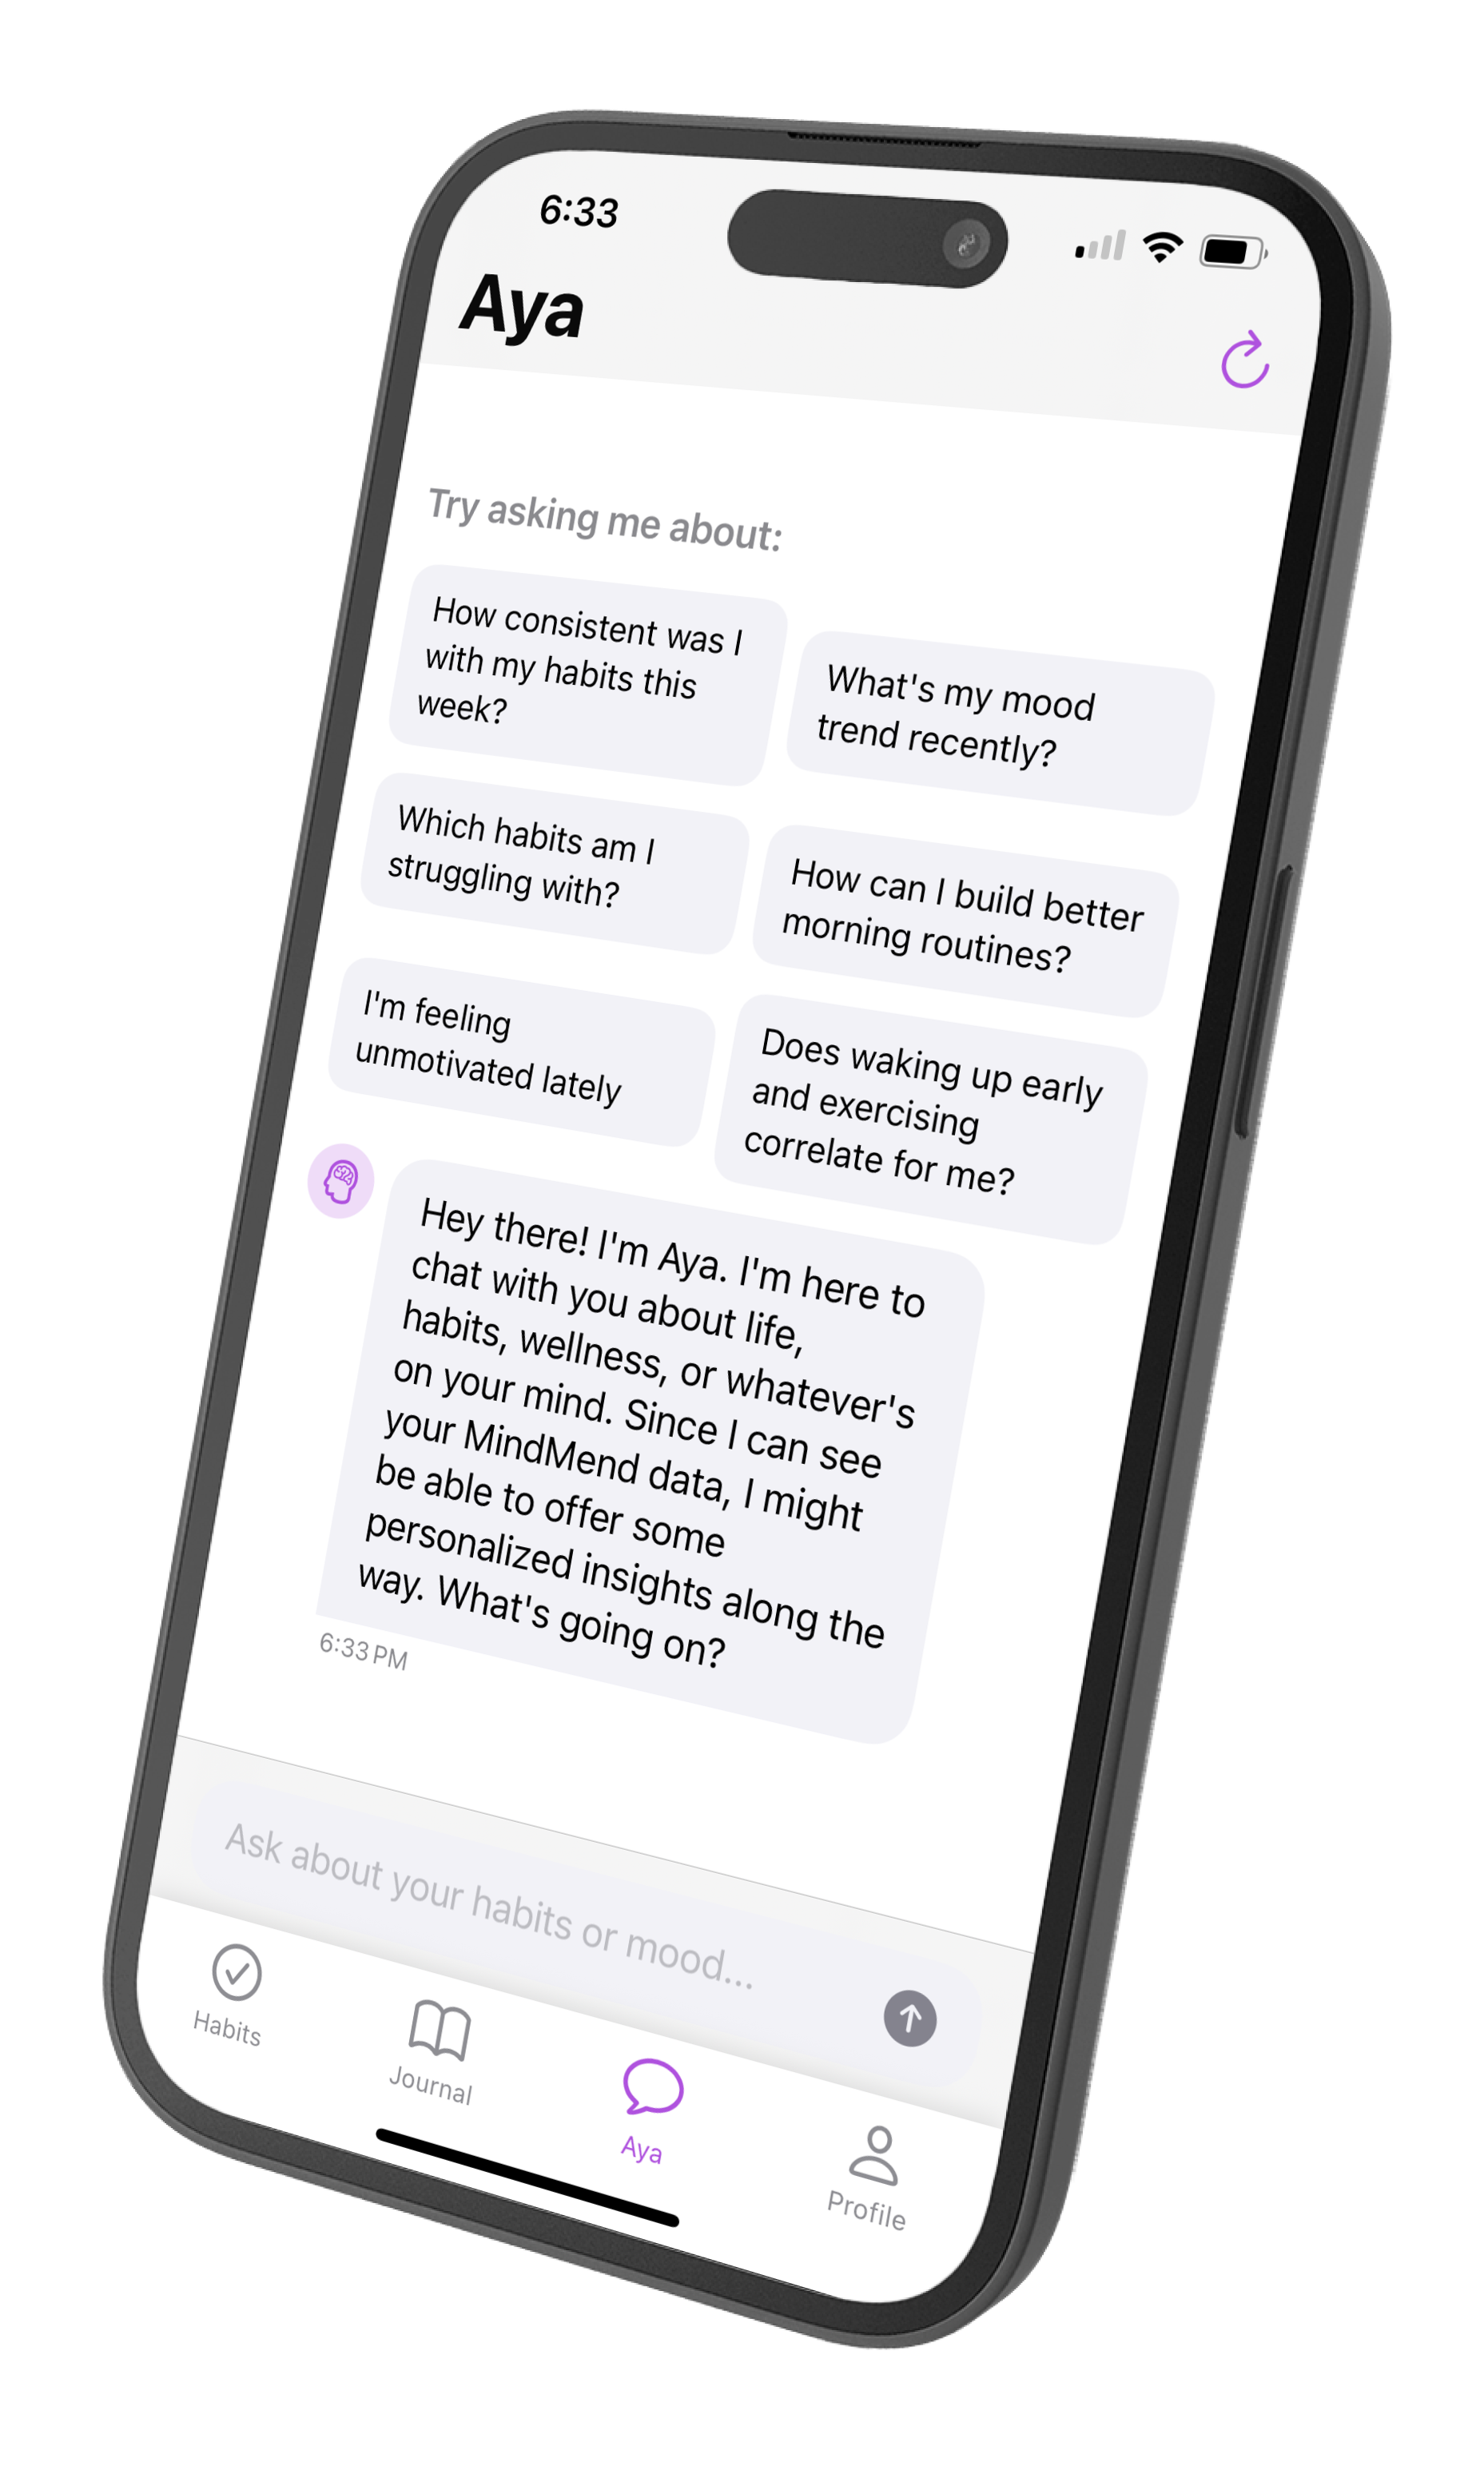 6:33
Aya
Try asking me about:
How consistent was I
with my habits this
week?
What's my mood
trend recently?
Which habits am I
struggling with?
How can I build better
morning routines?
I'm feeling
unmotivated lately
Does waking up early
and exercising
correlate for me?
Hey there! I'm Aya. I'm here to
chat with you about life,
habits, wellness, or whatever's
on your mind. Since I can see
your MindMend data, I might
be able to offer some
personalized insights along the
way. What's going on?
6:33 PM
Ask about your habits or mood...
Habits
Journal
Aya
Profile